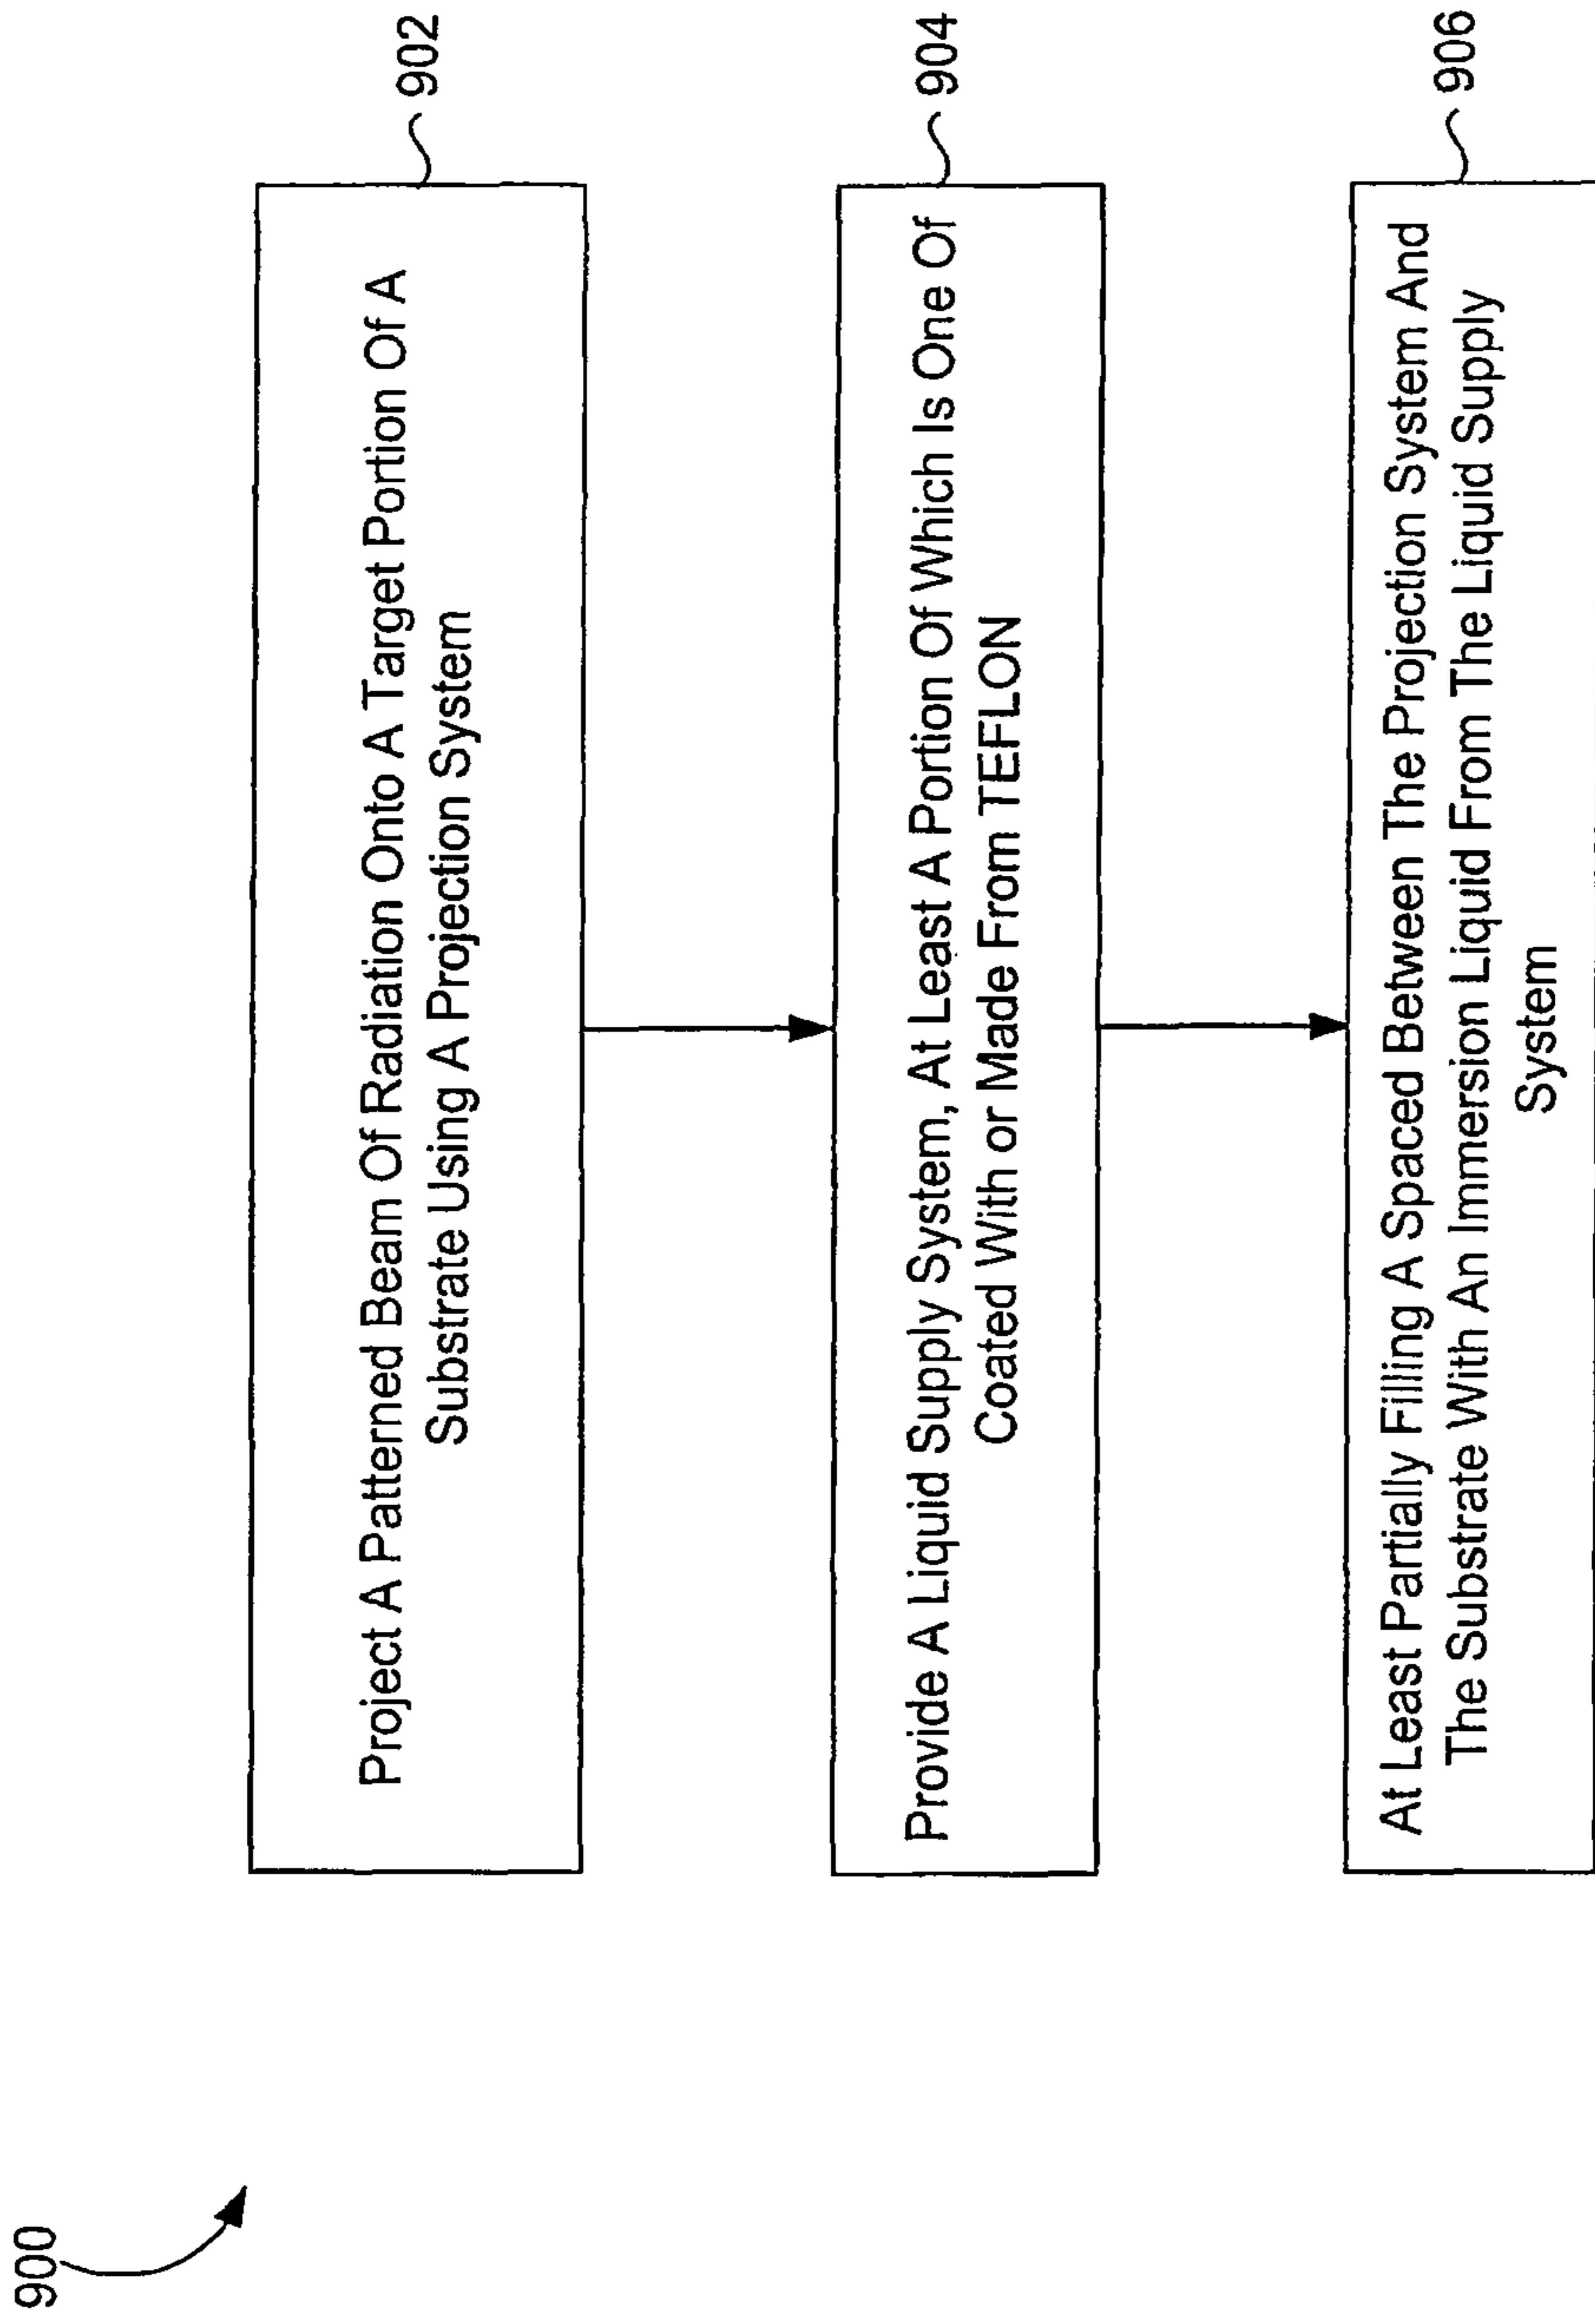 900
Project A Patterned Beam Of Radiation Onto A Target Portion Of A
Substrate Using A Projection System
902
Provide A Liquid Supply System, At Least A Portion Of Which Is One Of
Coated With or Made From TEFLON
904
At Least Partially Filling A Spaced Between The Projection System And
The Substrate With An Immersion Liquid From The Liquid Supply
System
906